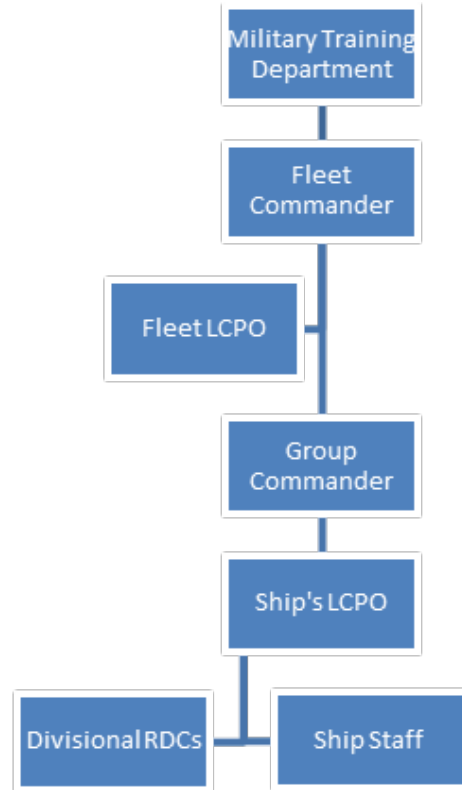 Military Training
Department
Fleet
Commander
Fleet LCPO
Group
Commander
Ship's LCPO
Divisional RDCs
Ship Staff